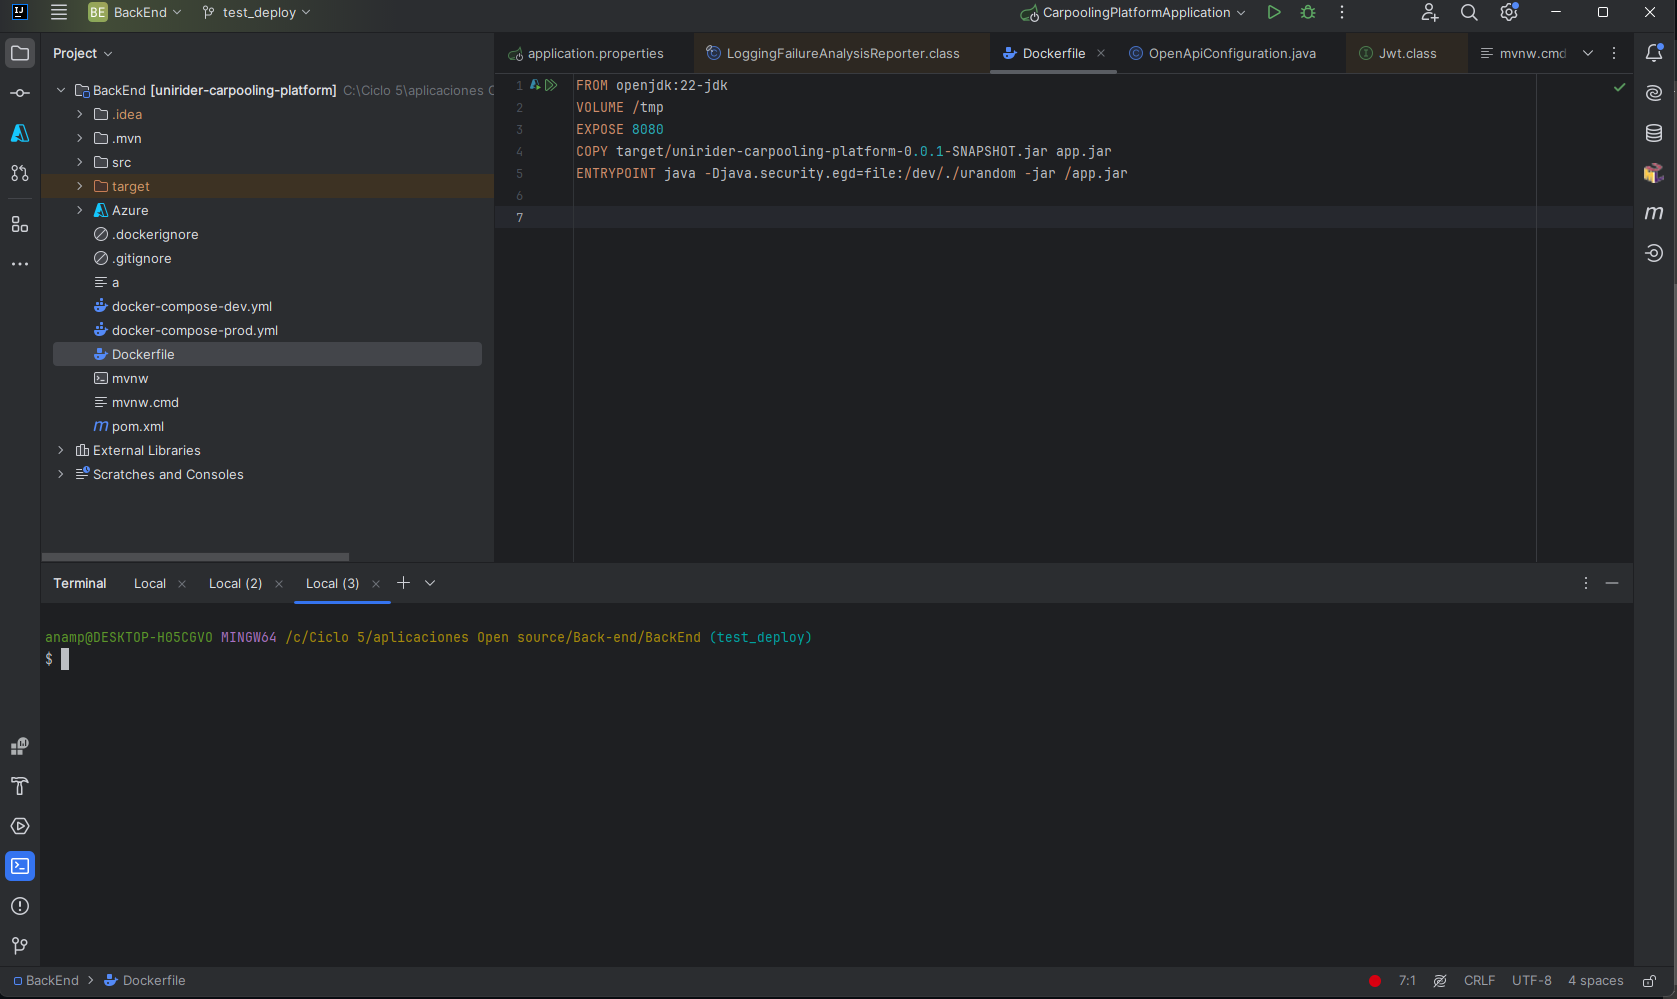 BE BackEnd test_deploy CarpoolingPlatformApplication
Project
application.properties LoggingFailureAnalysisReporter.class Dockerfile OpenApiConfiguration.java Jwt.class mvnw.cmd
BackEnd [unirider-carpooling-platform] C:\Ciclo 5\aplicaciones
.idea
.mvn
src
target
Azure
.dockerignore
.gitignore
a
docker-compose-dev.yml
docker-compose-prod.yml
Dockerfile
mvnw
mvnw.cmd
pom.xml
External Libraries
Scratches and Consoles
1 FROM openjdk:22-jdk
2 VOLUME /tmp
3 EXPOSE 8080
4 COPY target/unirider-carpooling-platform-0.0.1-SNAPSHOT.jar app.jar
5 ENTRYPOINT java -Djava.security.egd=file:/dev/./urandom -jar /app.jar
6
7
Terminal Local Local (2) Local (3)
anamp@DESKTOP-H05CGVO MINGW64 /c/Ciclo 5/aplicaciones Open source/Back-end/BackEnd (test_deploy)
$
BackEnd Dockerfile 7:1 CRLF UTF-8 4 spaces